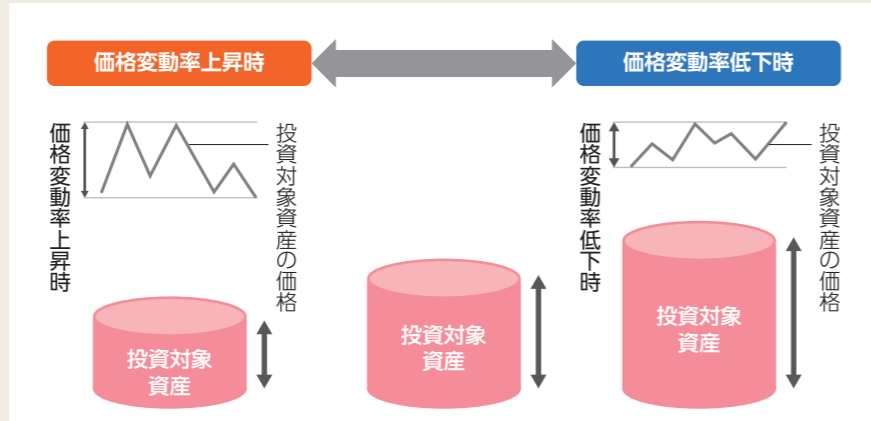 価格変動率上昇時
価格変動率低下時
価格変動率上昇時
投資対象資産の価格
価格変動率低下時
投資対象資産の価格
投資対象
資産
投資対象
資産
投資対象
資産